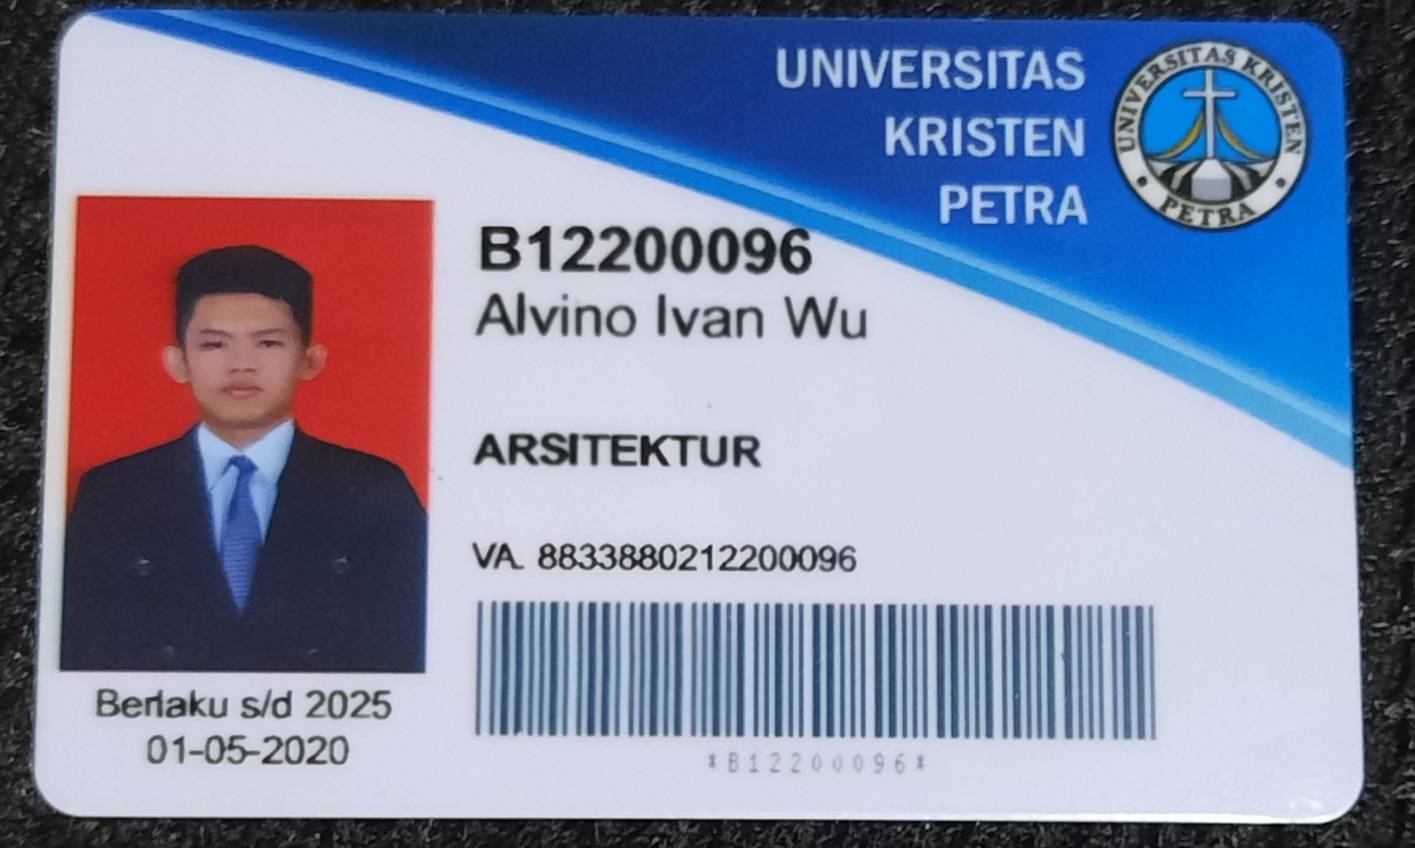 UNIVERSITAS
KRISTEN
PETRA
UNIVERSITAS KRISTEN
PETRA
B12200096
Alvino Ivan Wu
ARSITEKTUR
VA. 8833880212200096
*B12200096*
Berlaku s/d 2025
01-05-2020